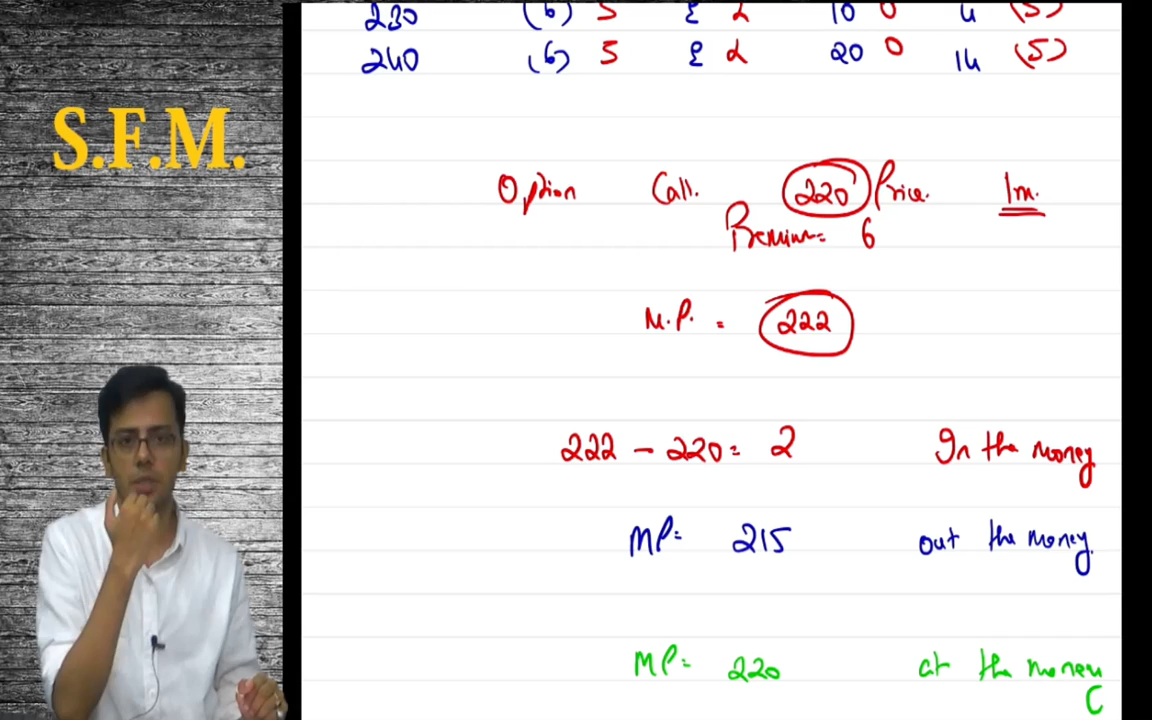 S.F.M.
230 (6) 5 ε 2 10 0 4 (5)
240 (6) 5 ε 2 20 0 14 (5)
Option Call. 220 Price. 1m.
Premium= 6
M.P. = 222
222 - 220= 2 In the money
MP= 215 out the money.
MP= 220 at the money